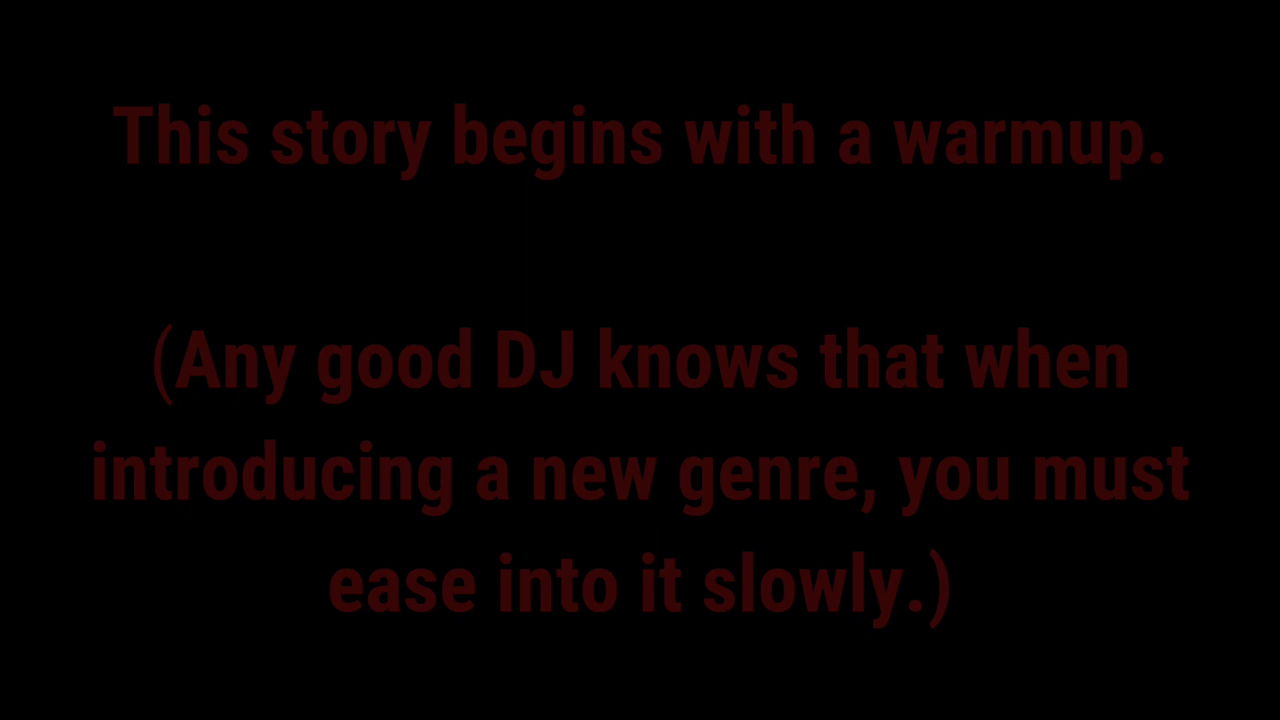 This story begins with a warmup.
(Any good DJ knows that when
introducing a new genre, you must
ease into it slowly.)